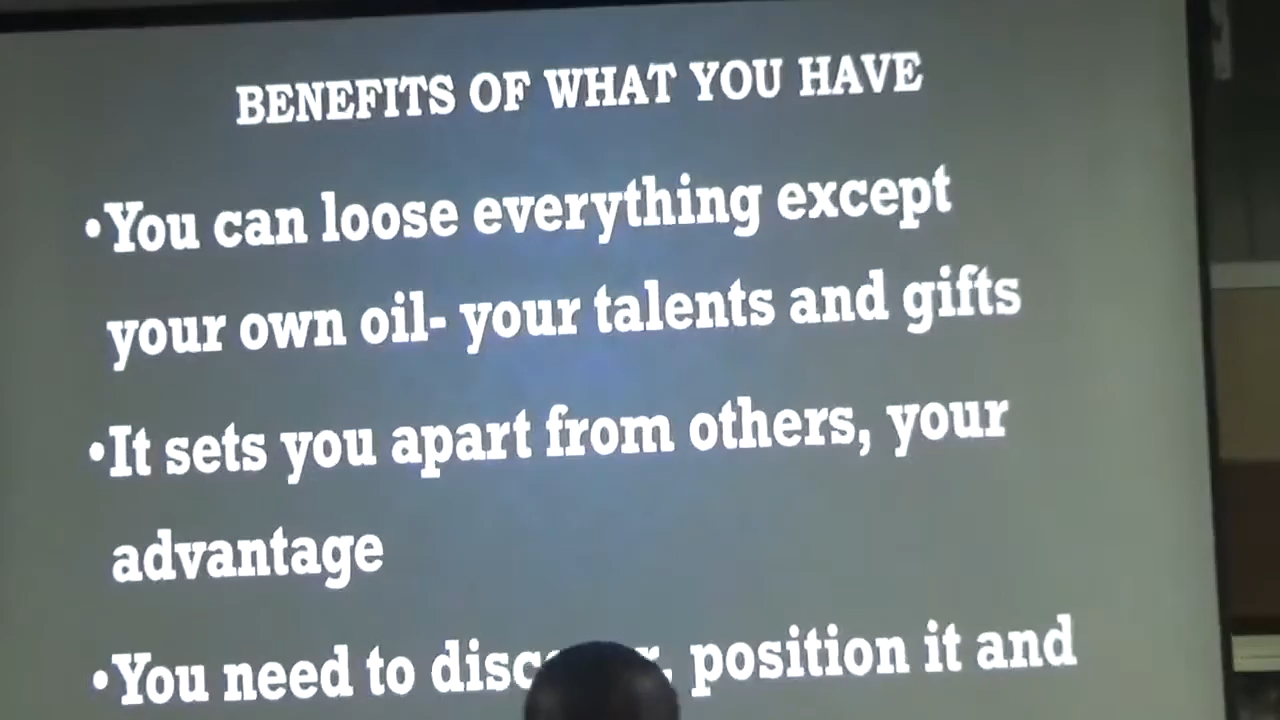 BENEFITS OF WHAT YOU HAVE
•You can loose everything except
your own oil- your talents and gifts
•It sets you apart from others, your
advantage
•You need to position it and